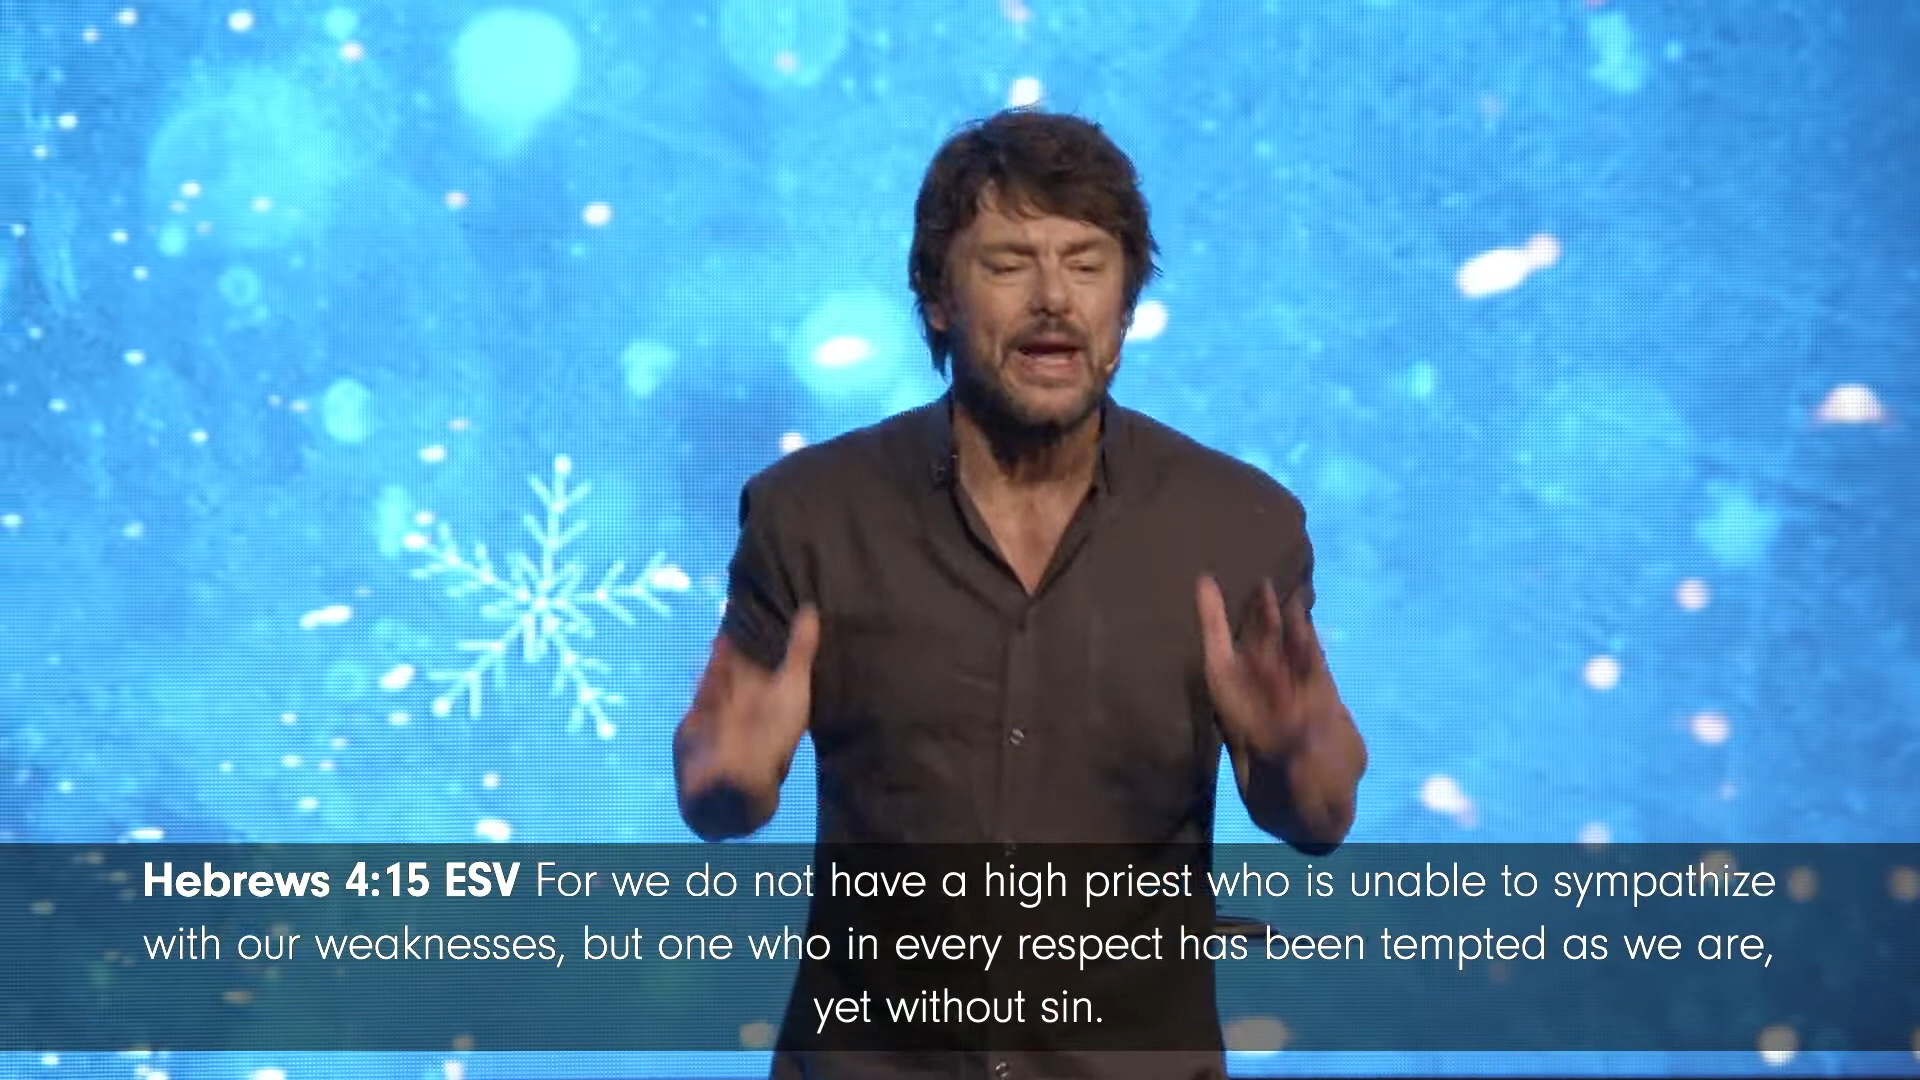 Hebrews 4:15 ESV For we do not have a high priest who is unable to sympathize
with our weaknesses, but one who in every respect has been tempted as we are,
yet without sin.